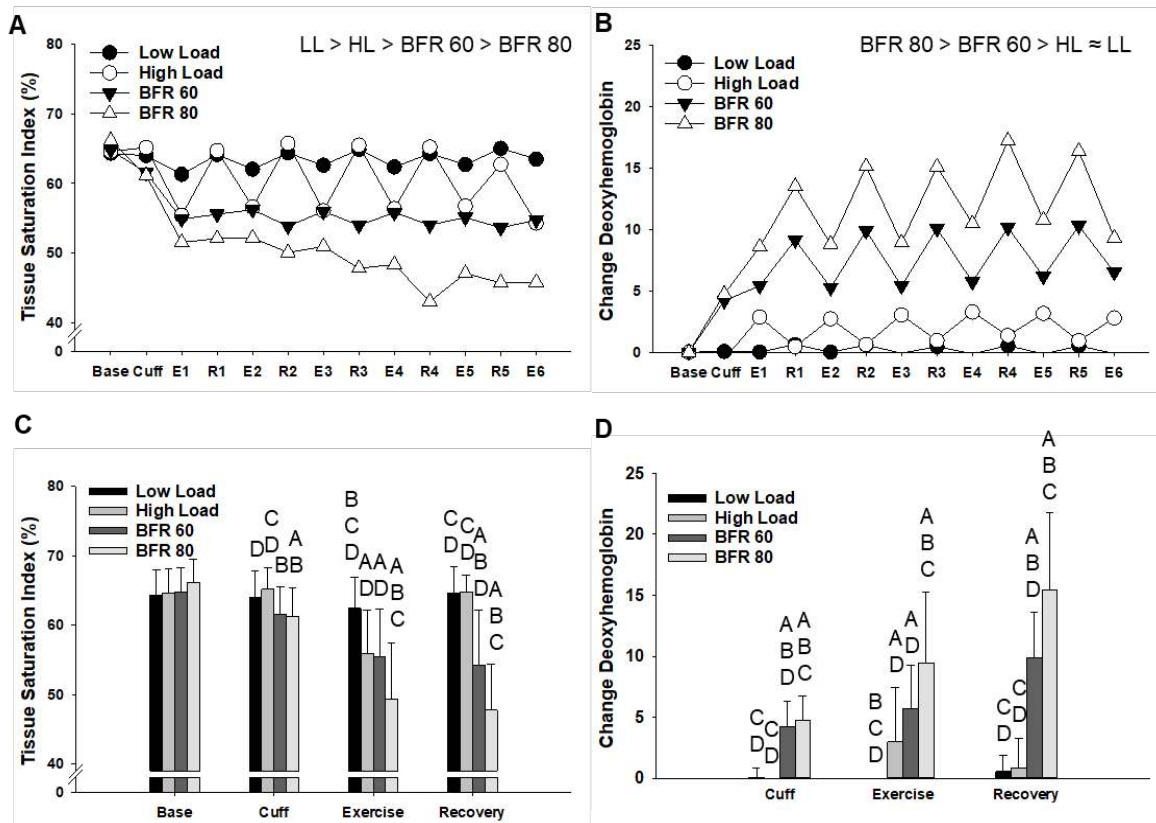 A
LL > HL > BFR 60 > BFR 80
Low Load
High Load
BFR 60
BFR 80
Tissue Saturation Index (%)
80
70
60
50
40
0
Base Cuff E1 R1 E2 R2 E3 R3 E4 R4 E5 R5 E6
B
BFR 80 > BFR 60 > HL ≈ LL
Low Load
High Load
BFR 60
BFR 80
Change Deoxyhemoglobin
25
20
15
10
5
0
Base Cuff E1 R1 E2 R2 E3 R3 E4 R4 E5 R5 E6
C
Low Load
High Load
BFR 60
BFR 80
Tissue Saturation Index (%)
80
70
60
50
40
0
D
C
D
B
A
B
B
C
D
A
D
A
D
A
B
C
C
D
C
D
A
B
D
A
B
C
Base Cuff Exercise Recovery
D
Low Load
High Load
BFR 60
BFR 80
Change Deoxyhemoglobin
25
20
15
10
5
0
C
D
C
D
A
B
D
A
B
C
B
C
D
A
D
A
D
A
B
C
C
D
C
D
A
B
D
A
B
C
Cuff Exercise Recovery